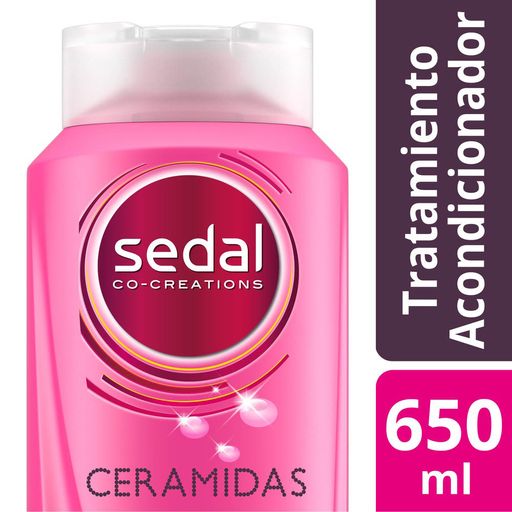 sedal
CO-CREATIONS
CERAMIDAS
Tratamiento
Acondicionador
650
ml